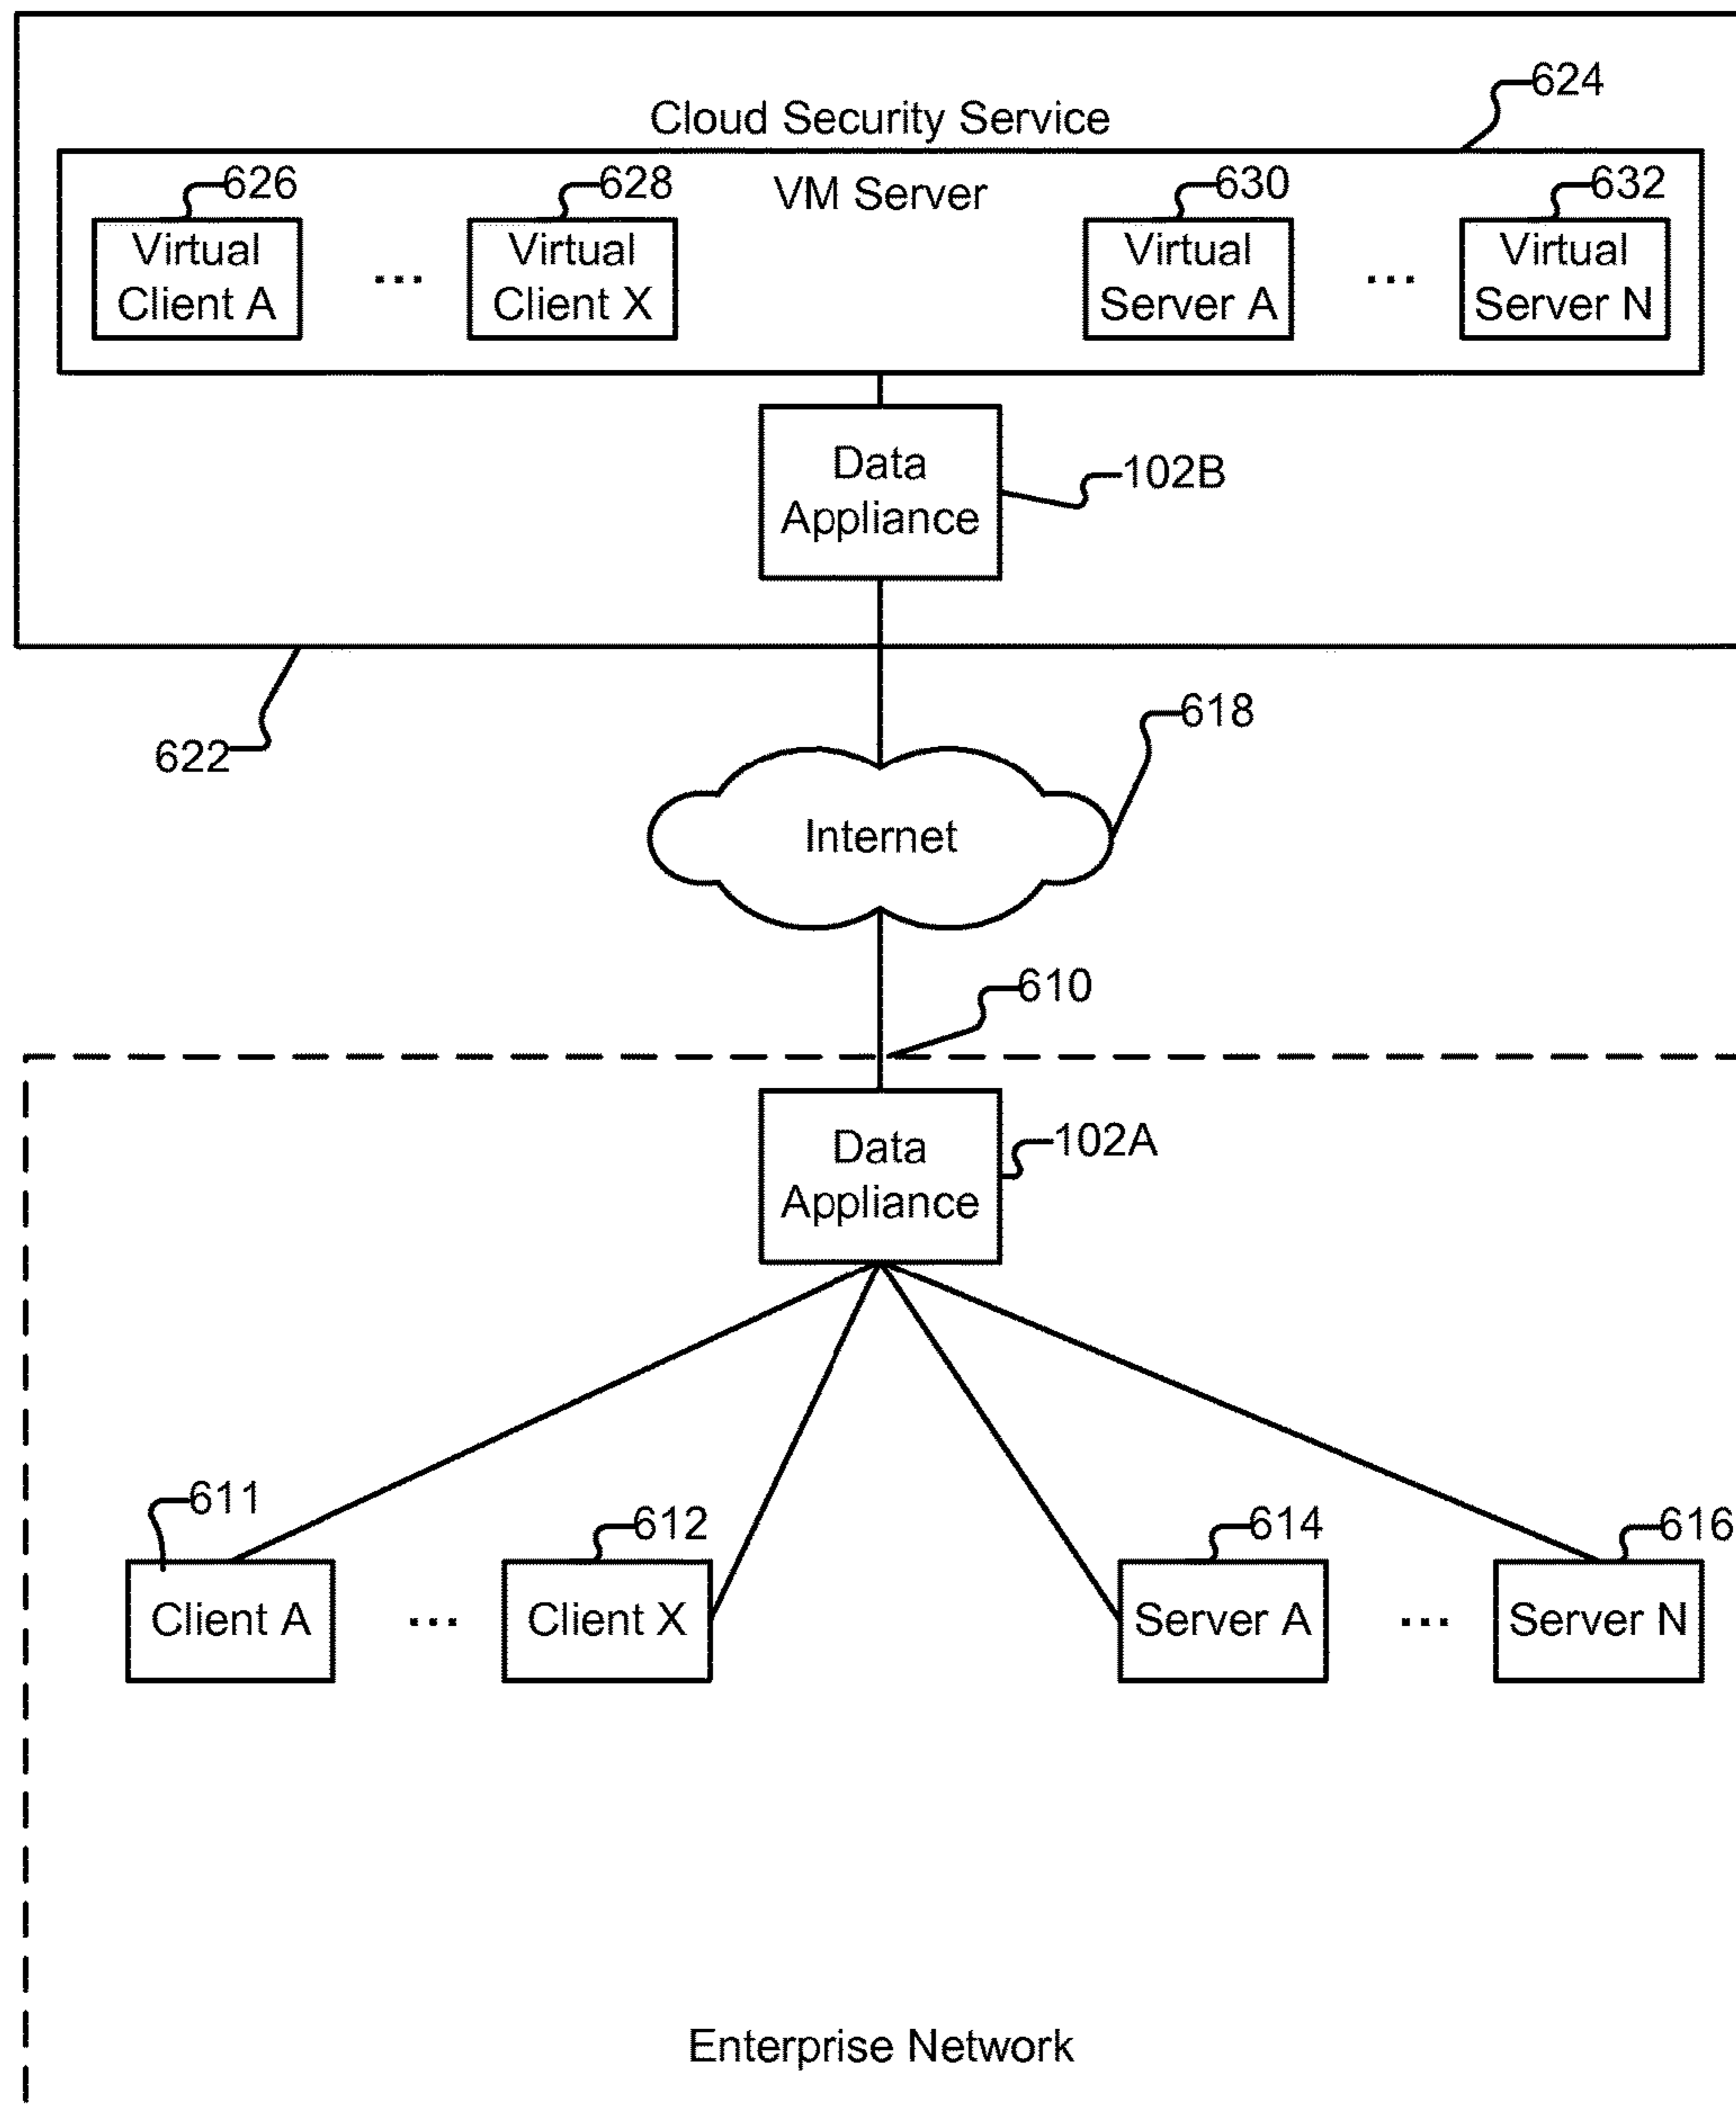 624
Cloud Security Service
626
628
VM Server
630
632
Virtual
Client A
...
Virtual
Client X
Virtual
Server A
...
Virtual
Server N
Data
Appliance
102B
622
618
Internet
610
Data
Appliance
102A
611
612
614
616
Client A
...
Client X
Server A
...
Server N
Enterprise Network